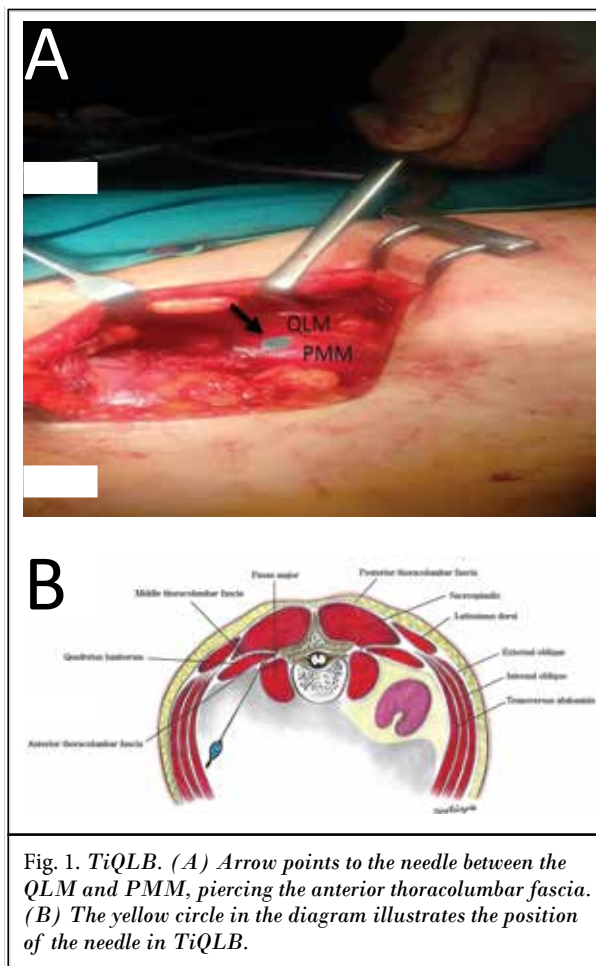 A
QLM
PMM
B
Psoas major
Posterior thoracolumbar fascia
Middle thoracolumbar fascia
Sacrospinalis
Latissimus dorsi
Quadratus lumborum
External oblique
Internal oblique
Transversus abdominis
Anterior thoracolumbar fascia
Fig. 1. TiQLB. (A) Arrow points to the needle between the
QLM and PMM, piercing the anterior thoracolumbar fascia.
(B) The yellow circle in the diagram illustrates the position
of the needle in TiQLB.